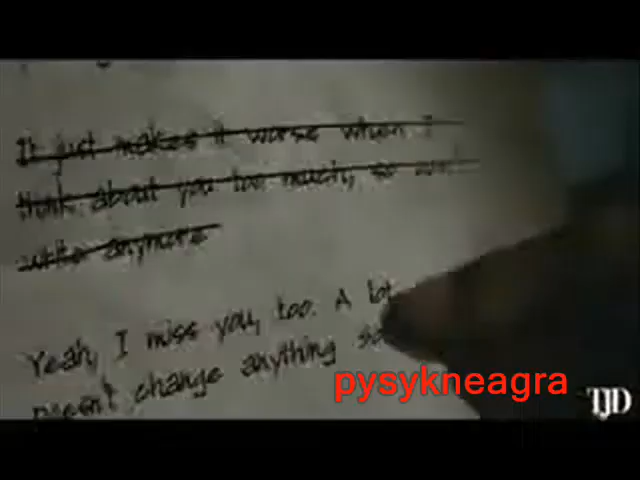 It just makes it worse when I
think about you too much, so
write anymore
Yeah, I miss you, too. A lot
Doesn't change anything
pysykneagra
TJD